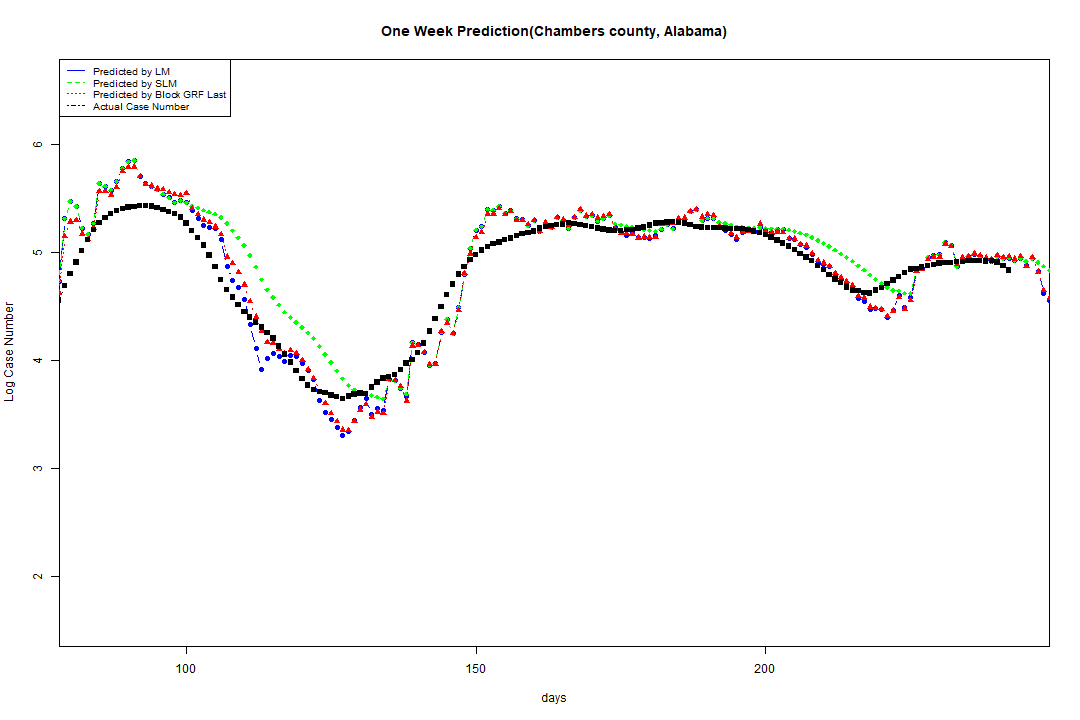 One Week Prediction(Chambers county, Alabama)
Predicted by LM
Predicted by SLM
Predicted by Block GRF Last
Actual Case Number
6
5
4
3
2
Log Case Number
100 150 200
days